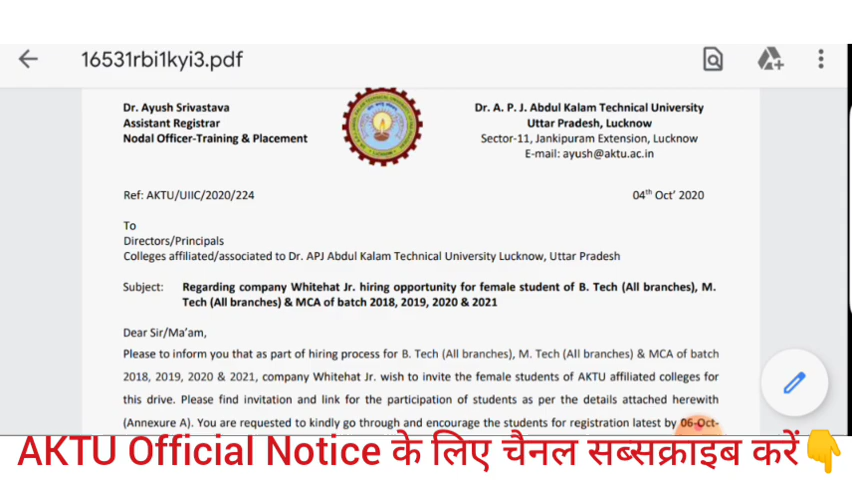 16531rbi1kyi3.pdf
Dr. Ayush Srivastava
Assistant Registrar
Nodal Officer-Training & Placement
Dr. A. P. J. Abdul Kalam Technical University
Uttar Pradesh, Lucknow
Sector-11, Jankipuram Extension, Lucknow
E-mail: ayush@aktu.ac.in
Ref: AKTU/UIIC/2020/224
04th Oct' 2020
To
Directors/Principals
Colleges affiliated/associated to Dr. APJ Abdul Kalam Technical University Lucknow, Uttar Pradesh
Subject: Regarding company Whitehat Jr. hiring opportunity for female student of B. Tech (All branches), M.
Tech (All branches) & MCA of batch 2018, 2019, 2020 & 2021
Dear Sir/Ma'am,
Please to inform you that as part of hiring process for B. Tech (All branches), M. Tech (All branches) & MCA of batch
2018, 2019, 2020 & 2021, company Whitehat Jr. wish to invite the female students of AKTU affiliated colleges for
this drive. Please find invitation and link for the participation of students as per the details attached herewith
(Annexure A). You are requested to kindly go through and encourage the students for registration latest by 06-Oct-
AKTU Official Notice के लिए चैनल सब्सक्राइब करें👇